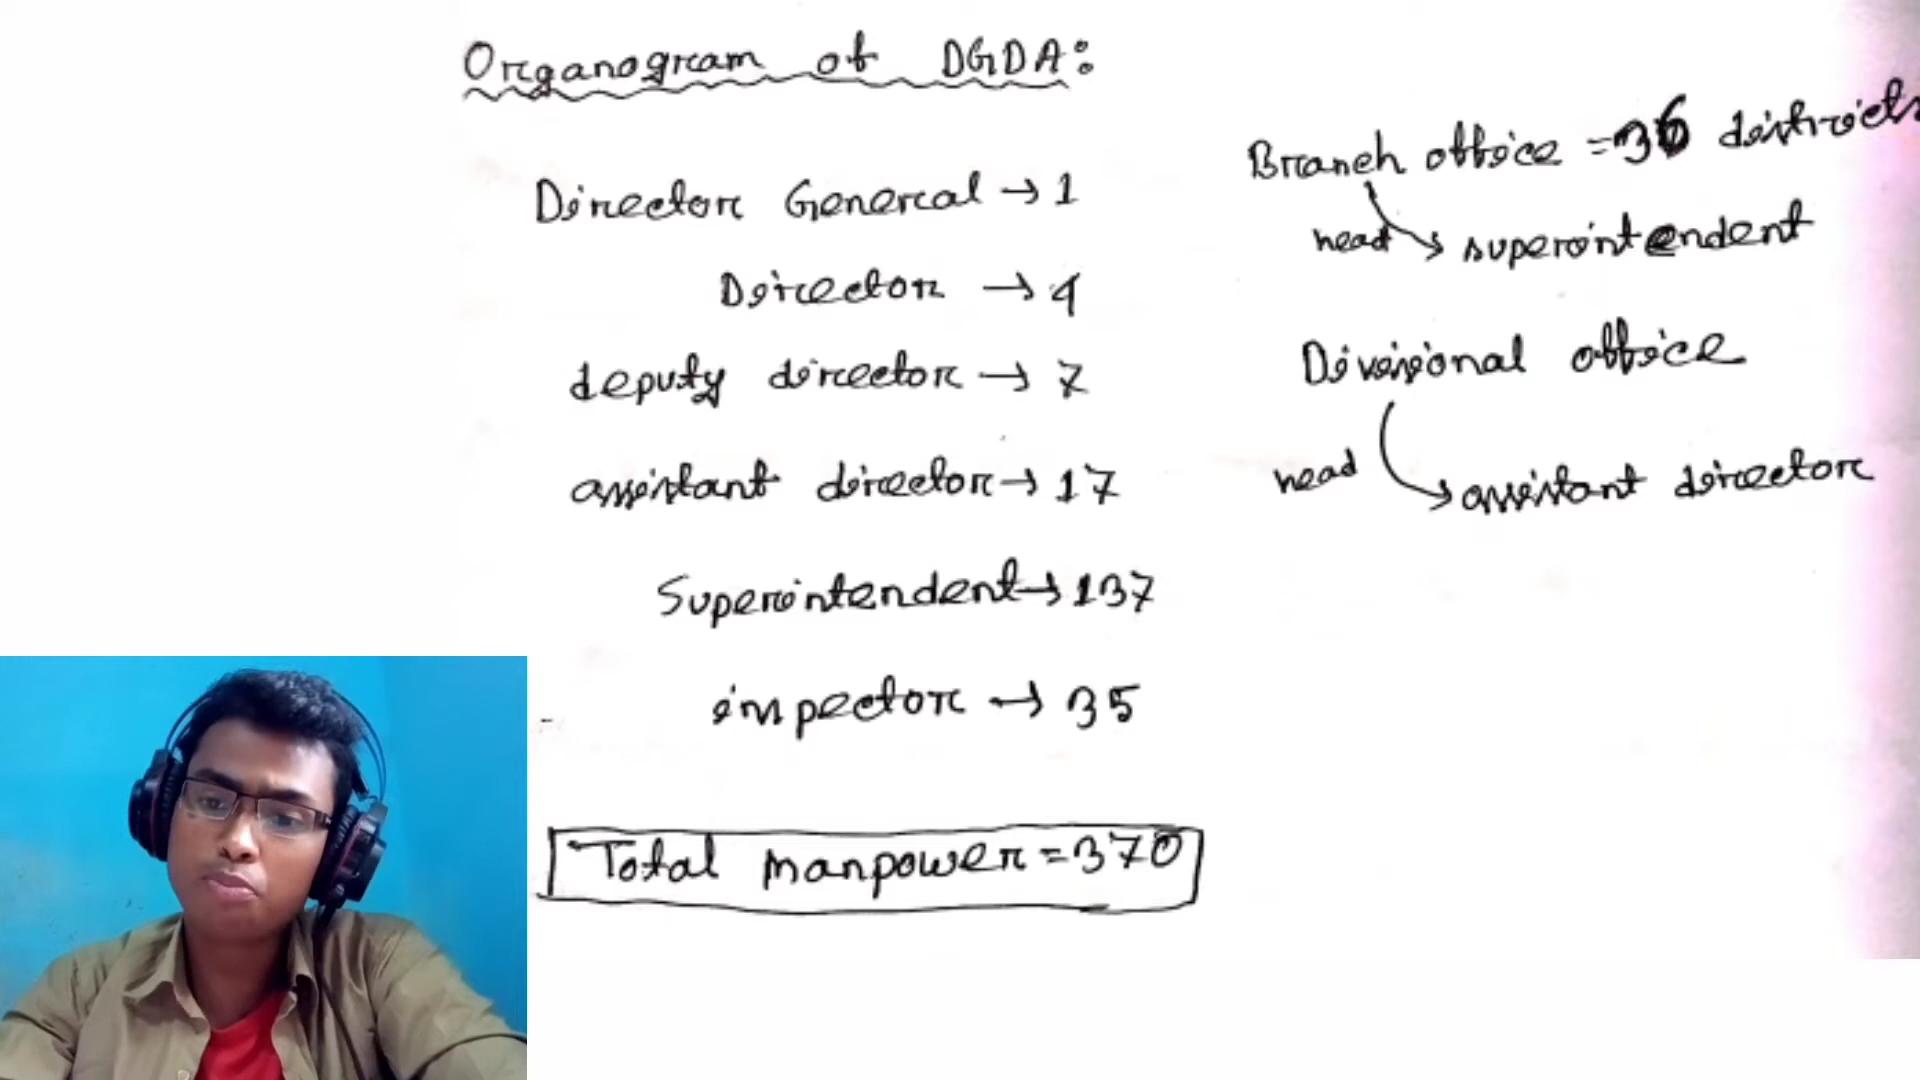 Organogram of DGDA:
Director General → 1
Director → 4
deputy director → 7
assistant director → 17
Superintendent → 137
inspector → 35
Total manpower = 370
Branch office = 36 districts
head → superintendent
Divisional office
head → assistant director